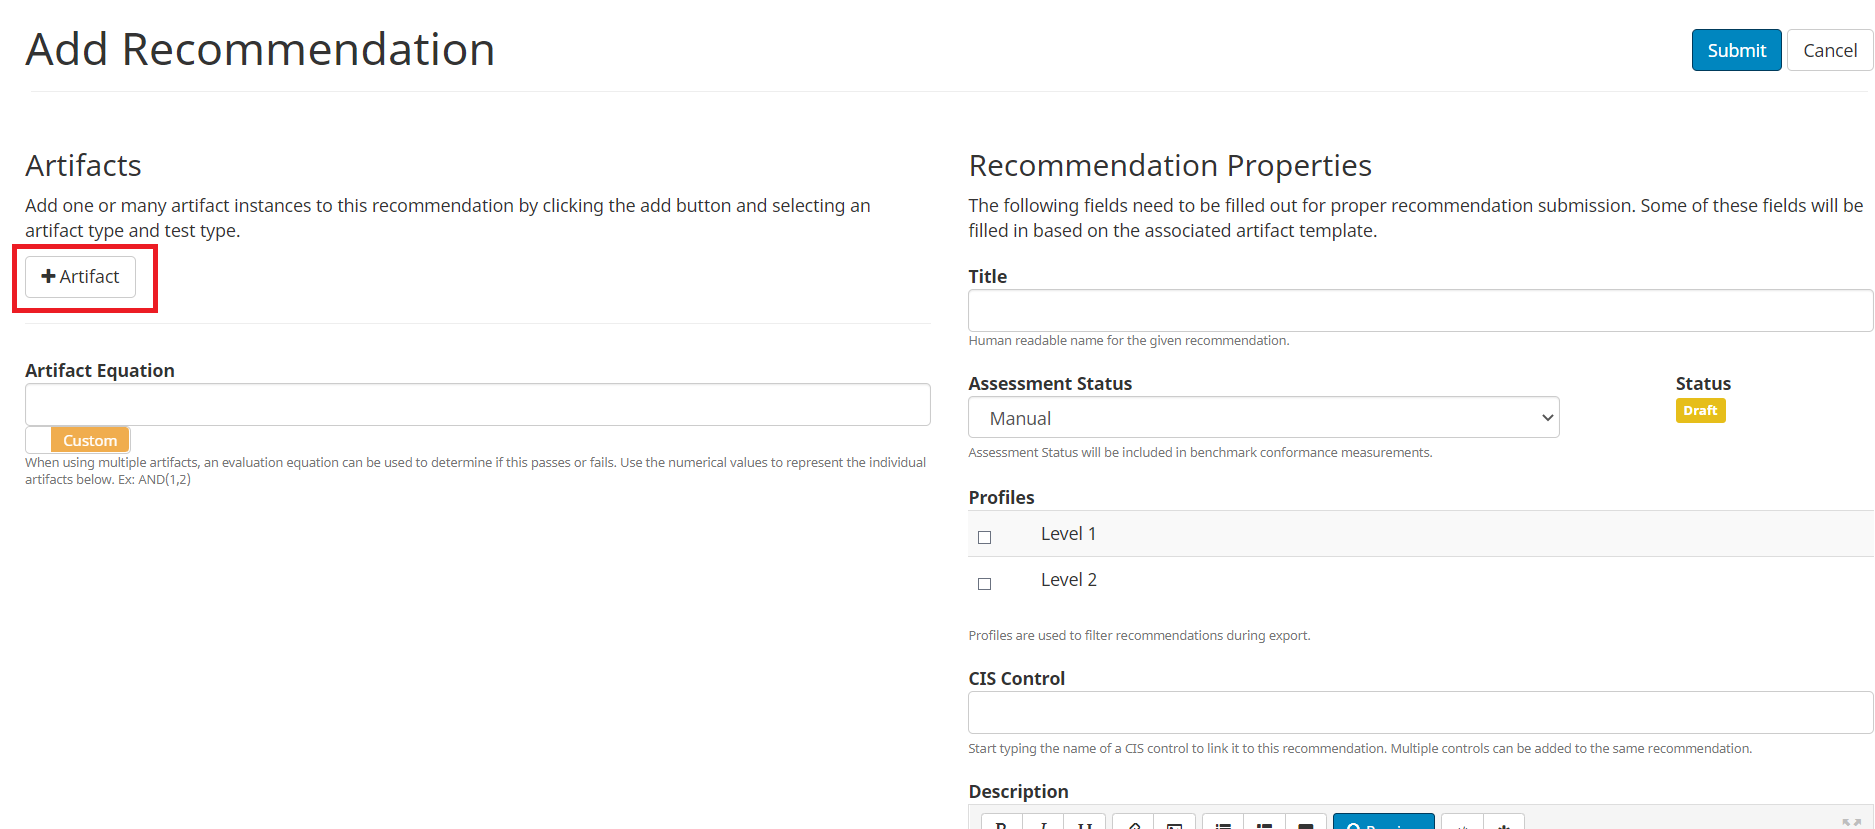 Add Recommendation
Submit
Cancel
Artifacts
Add one or many artifact instances to this recommendation by clicking the add button and selecting an
artifact type and test type.
Artifact
Artifact Equation
Custom
When using multiple artifacts, an evaluation equation can be used to determine if this passes or fails. Use the numerical values to represent the individual
artifacts below. Ex: AND(1,2)
Recommendation Properties
The following fields need to be filled out for proper recommendation submission. Some of these fields will be
filled in based on the associated artifact template.
Title
Human readable name for the given recommendation.
Assessment Status
Manual
Assessment Status will be included in benchmark conformance measurements.
Status
Draft
Profiles
Level 1
Level 2
Profiles are used to filter recommendations during export.
CIS Control
Start typing the name of a CIS control to link it to this recommendation. Multiple controls can be added to the same recommendation.
Description